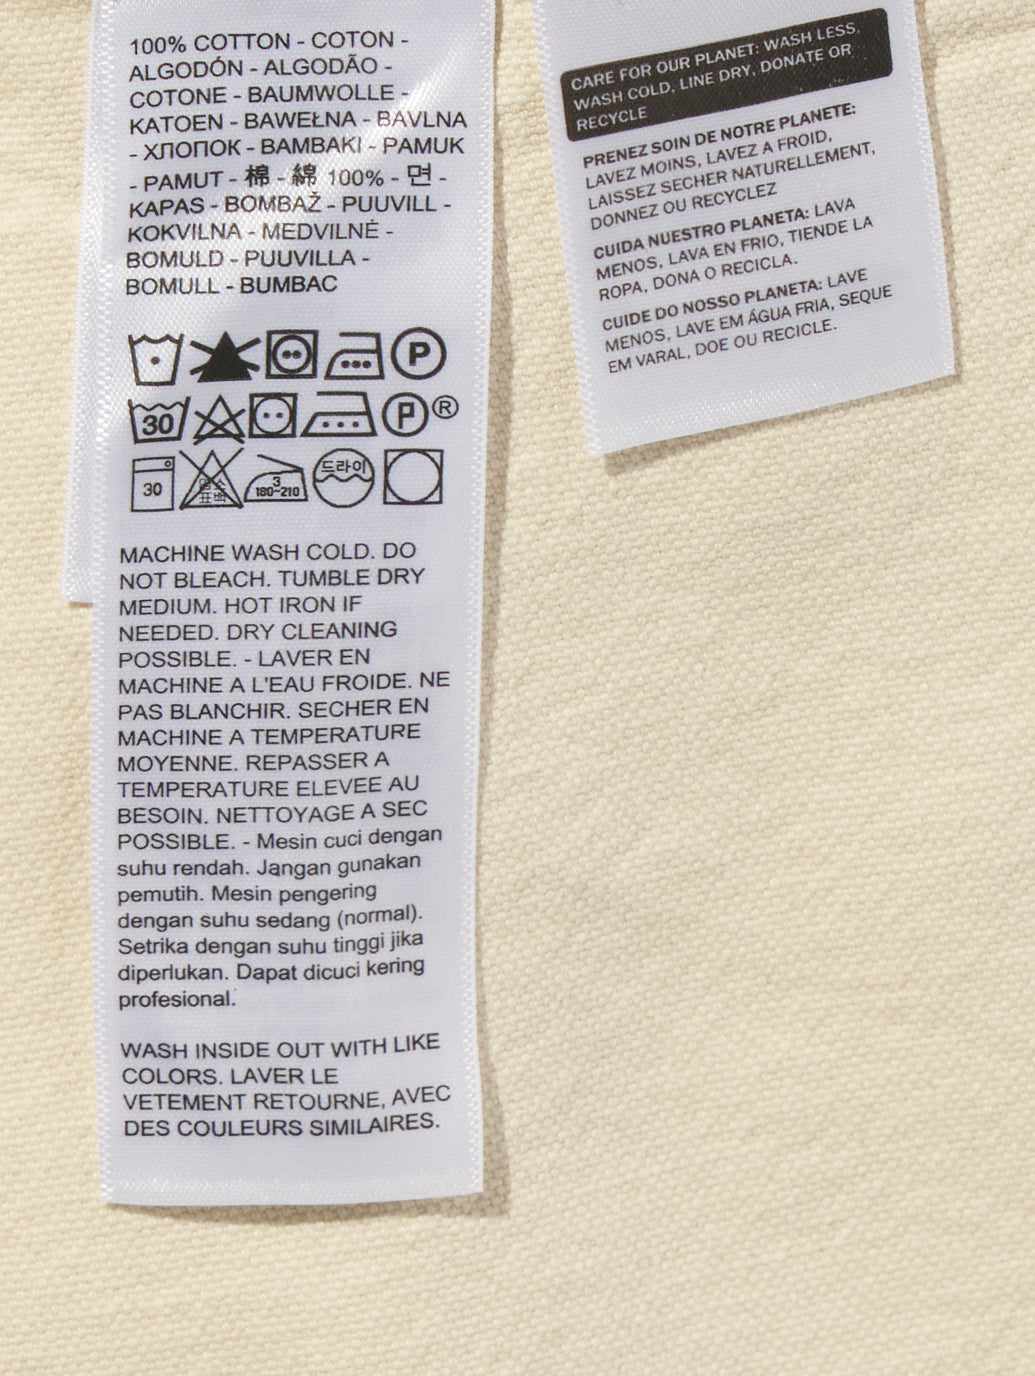 100% COTTON - COTON -
ALGODÓN - ALGODÃO -
COTONE - BAUMWOLLE -
KATOEN - BAWEŁNA - BAVLNA
- ХЛОПОК - BAMBAKI - PAMUK
- PAMUT - 棉 - 綿 100% - 면 -
KAPAS - BOMBAŽ - PUUVILL -
KOKVILNA - MEDVILNĖ -
BOMULD - PUUVILLA -
BOMULL - BUMBAC
P
30 P ®
30 염소 표백 3 180-210 드라이
MACHINE WASH COLD. DO
NOT BLEACH. TUMBLE DRY
MEDIUM. HOT IRON IF
NEEDED. DRY CLEANING
POSSIBLE. - LAVER EN
MACHINE A L'EAU FROIDE. NE
PAS BLANCHIR. SECHER EN
MACHINE A TEMPERATURE
MOYENNE. REPASSER A
TEMPERATURE ELEVEE AU
BESOIN. NETTOYAGE A SEC
POSSIBLE. - Mesin cuci dengan
suhu rendah. Jangan gunakan
pemutih. Mesin pengering
dengan suhu sedang (normal).
Setrika dengan suhu tinggi jika
diperlukan. Dapat dicuci kering
profesional.
WASH INSIDE OUT WITH LIKE
COLORS. LAVER LE
VETEMENT RETOURNE, AVEC
DES COULEURS SIMILAIRES.
CARE FOR OUR PLANET: WASH LESS,
WASH COLD, LINE DRY, DONATE OR
RECYCLE
PRENEZ SOIN DE NOTRE PLANETE:
LAVEZ MOINS, LAVEZ A FROID,
LAISSEZ SECHER NATURELLEMENT,
DONNEZ OU RECYCLEZ
CUIDA NUESTRO PLANETA: LAVA
MENOS, LAVA EN FRIO, TIENDE LA
ROPA, DONA O RECICLA.
CUIDE DO NOSSO PLANETA: LAVE
MENOS, LAVE EM ÁGUA FRIA, SEQUE
EM VARAL, DOE OU RECICLE.